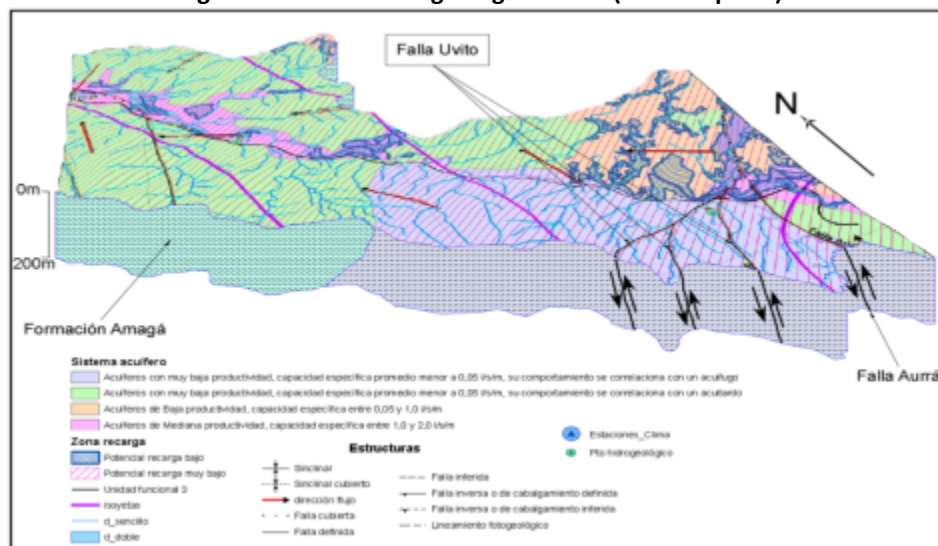 Falla Uvito
N
0m
200m
Formación Amagá
Falla Aurrá
Sistema acuífero
Acuíferos con muy baja productividad, capacidad específica promedio menor a 0,05 l/s/m, su comportamiento se correlaciona con un acuífugo
Acuíferos con muy baja productividad, capacidad específica promedio menor a 0,05 l/s/m, su comportamiento se correlaciona con un acuitardo
Acuíferos de Baja productividad, capacidad específica entre 0,05 y 1,0 l/s/m
Acuíferos de Mediana productividad, capacidad específica entre 1,0 y 2,0 l/s/m
Zona recarga
Potencial recarga bajo
Potencial recarga muy bajo
Unidad funcional 3
Isoyetas
d_sencillo
d_doble
Estructuras
Sinclinal
Sinclinal cubierto
dirección flujo
Falla cubierta
Falla definida
Falla inferida
Falla inversa o de cabalgamiento definida
Falla inversa o de cabalgamiento inferida
Lineamiento fotogeológico
Estaciones_Clima
Pto hidrogeológico